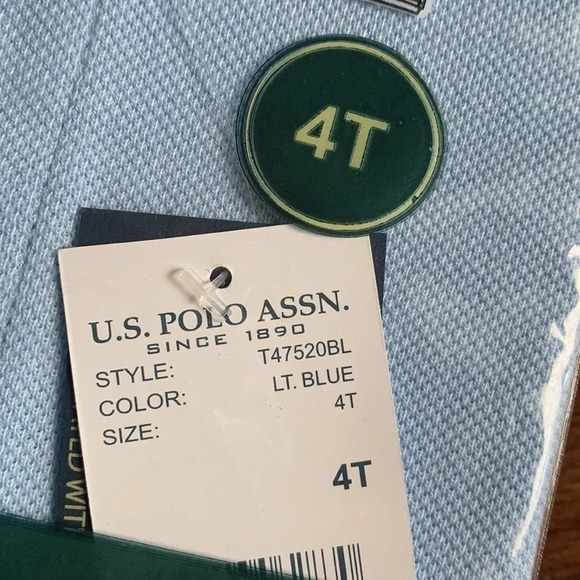 4T
U.S. POLO ASSN.
SINCE 1890
STYLE: T47520BL
COLOR: LT. BLUE
SIZE: 4T
4T